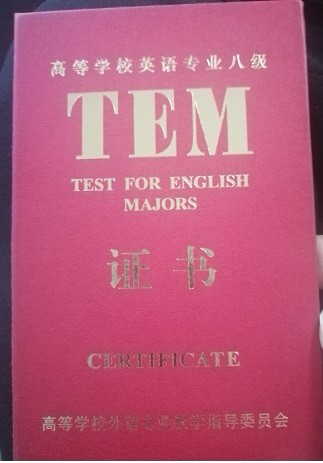 高等学校英语专业八级
TEM
TEST FOR ENGLISH
MAJORS
证书
CERTIFICATE
高等学校外语专业教学指导委员会